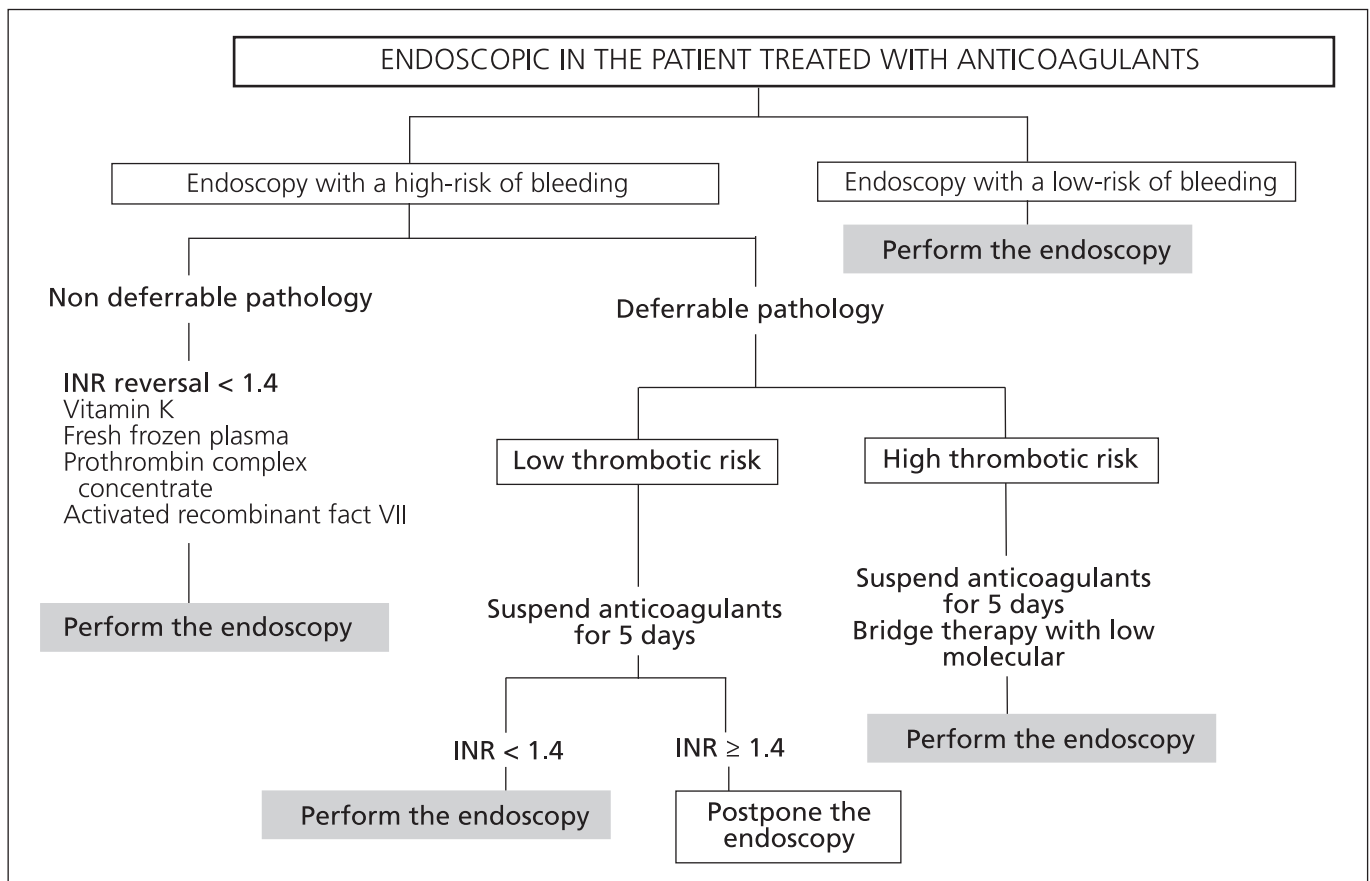 ENDOSCOPIC IN THE PATIENT TREATED WITH ANTICOAGULANTS
Endoscopy with a high-risk of bleeding
Endoscopy with a low-risk of bleeding
Perform the endoscopy
Non deferrable pathology
Deferrable pathology
INR reversal < 1.4
Vitamin K
Fresh frozen plasma
Prothrombin complex
concentrate
Activated recombinant fact VII
Perform the endoscopy
Low thrombotic risk
High thrombotic risk
Suspend anticoagulants
for 5 days
Suspend anticoagulants
for 5 days
Bridge therapy with low
molecular
Perform the endoscopy
INR < 1.4
INR ≥ 1.4
Perform the endoscopy
Postpone the
endoscopy